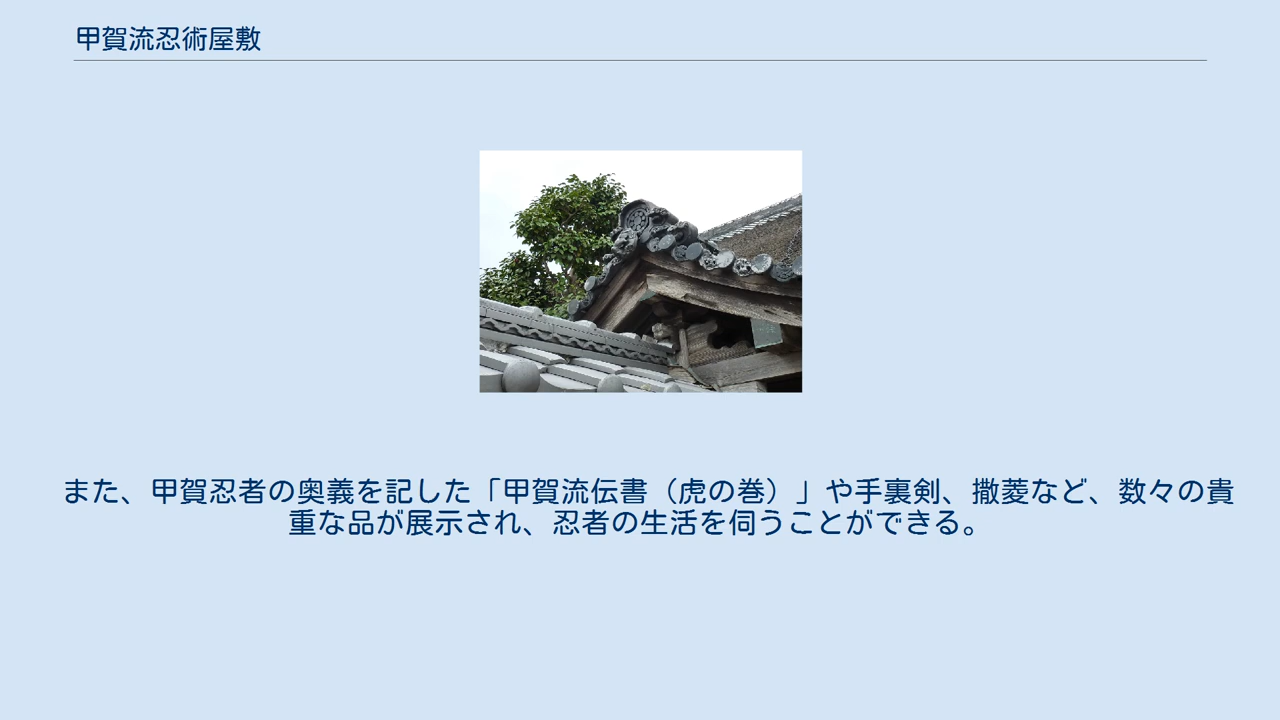 甲賀流忍術屋敷
また、甲賀忍者の奥義を記した「甲賀流伝書（虎の巻）」や手裏剣、撒菱など、数々の貴
重な品が展示され、忍者の生活を伺うことができる。